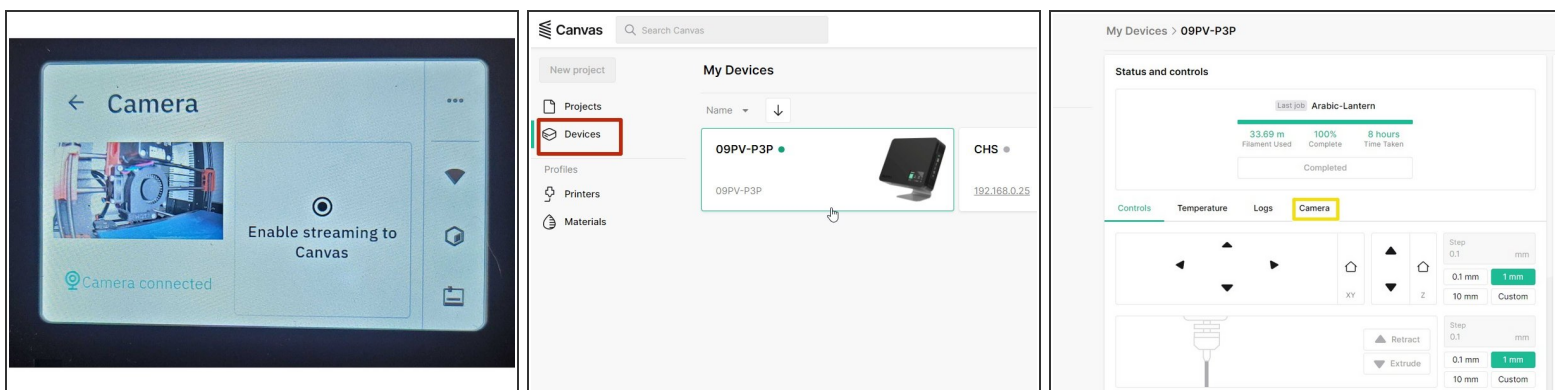 ← Camera
Enable streaming to
Canvas
Camera connected
Canvas
Search Canvas
New project
Projects
Devices
Profiles
Printers
Materials
My Devices
Name
09PV-P3P
09PV-P3P
CHS
192.168.0.25
My Devices > 09PV-P3P
Status and controls
Last job Arabic-Lantern
33.69 m 100% 8 hours
Filament Used Complete Time Taken
Completed
Controls Temperature Logs Camera
XY
Z
Step
0.1 mm
0.1 mm 1 mm
10 mm Custom
Retract
Extrude
Step
0.1 mm
0.1 mm 1 mm
10 mm Custom